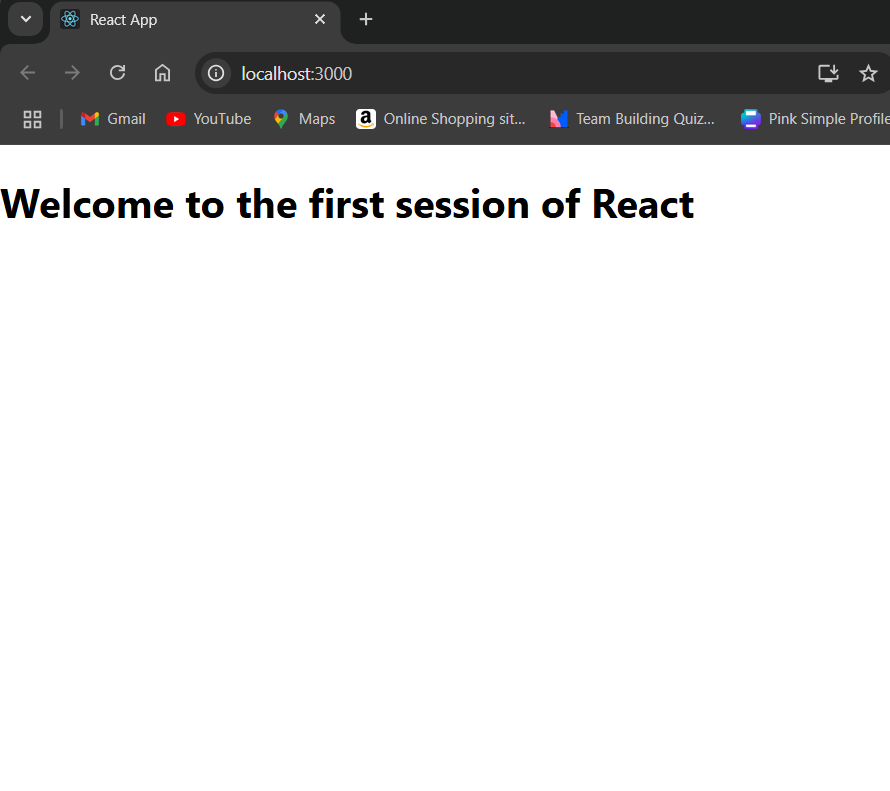 React App
localhost:3000
Gmail YouTube Maps Online Shopping sit... Team Building Quiz... Pink Simple Profile
Welcome to the first session of React